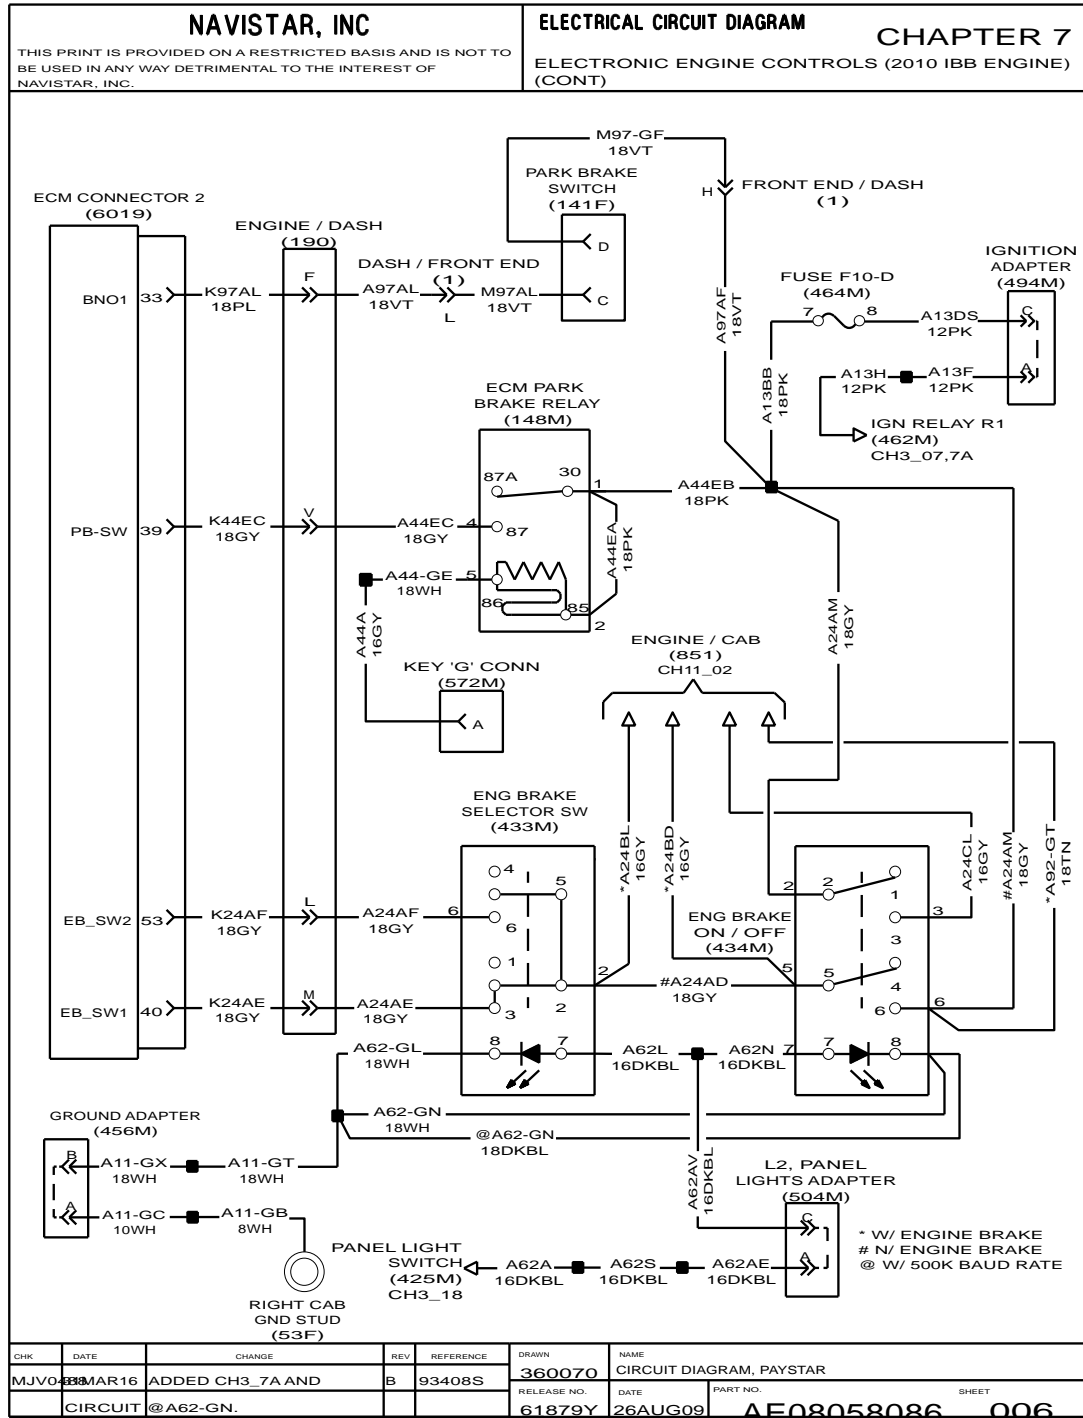 NAVISTAR, INC
THIS PRINT IS PROVIDED ON A RESTRICTED BASIS AND IS NOT TO
BE USED IN ANY WAY DETRIMENTAL TO THE INTEREST OF
NAVISTAR, INC.
ELECTRICAL CIRCUIT DIAGRAM
CHAPTER 7
ELECTRONIC ENGINE CONTROLS (2010 IBB ENGINE)
(CONT)
M97-GF
18VT
PARK BRAKE
SWITCH
(141F)
D
C
H
FRONT END / DASH
(1)
ECM CONNECTOR 2
(6019)
ENGINE / DASH
(190)
DASH / FRONT END
(1)
L
BNO1
33
K97AL
18PL
F
A97AL
18VT
M97AL
18VT
A97AF
18VT
FUSE F10-D
(464M)
7
8
A13DS
12PK
IGNITION
ADAPTER
(494M)
C
A
A13H
12PK
A13F
12PK
A13BB
18PK
IGN RELAY R1
(462M)
CH3_07,7A
ECM PARK
BRAKE RELAY
(148M)
87A
30
1
A44EB
18PK
PB-SW
39
K44EC
18GY
V
A44EC
18GY
4
87
A44EA
18PK
A44-GE
18WH
5
86
85
2
A44A
16GY
KEY 'G' CONN
(572M)
A
A24AM
18GY
ENGINE / CAB
(851)
CH11_02
ENG BRAKE
SELECTOR SW
(433M)
4
5
6
1
2
3
*A24BL
16GY
*A24BD
16GY
A24CL
16GY
#A24AM
18GY
*A92-GT
18TN
EB_SW2
53
K24AF
18GY
L
A24AF
18GY
6
2
ENG BRAKE
ON / OFF
(434M)
2
2
1
3
3
5
5
4
6
6
EB_SW1
40
K24AE
18GY
M
A24AE
18GY
#A24AD
18GY
A62-GL
18WH
8
7
A62L
16DKBL
A62N
16DKBL
7
7
8
A62-GN
18WH
@A62-GN
18DKBL
GROUND ADAPTER
(456M)
B
A
A11-GX
18WH
A11-GT
18WH
A11-GC
10WH
A11-GB
8WH
RIGHT CAB
GND STUD
(53F)
A62AV
16DKBL
L2, PANEL
LIGHTS ADAPTER
(504M)
C
A
PANEL LIGHT
SWITCH
(425M)
CH3_18
A62A
16DKBL
A62S
16DKBL
A62AE
16DKBL
* W/ ENGINE BRAKE
# N/ ENGINE BRAKE
@ W/ 500K BAUD RATE
CHK DATE CHANGE REV REFERENCE
ADDED CH3_7A AND B 93408S
CIRCUIT @A62-GN.
DRAWN
360070
NAME
CIRCUIT DIAGRAM, PAYSTAR
RELEASE NO.
61879Y
DATE
26AUG09
PART NO.
AE08058086
SHEET
006